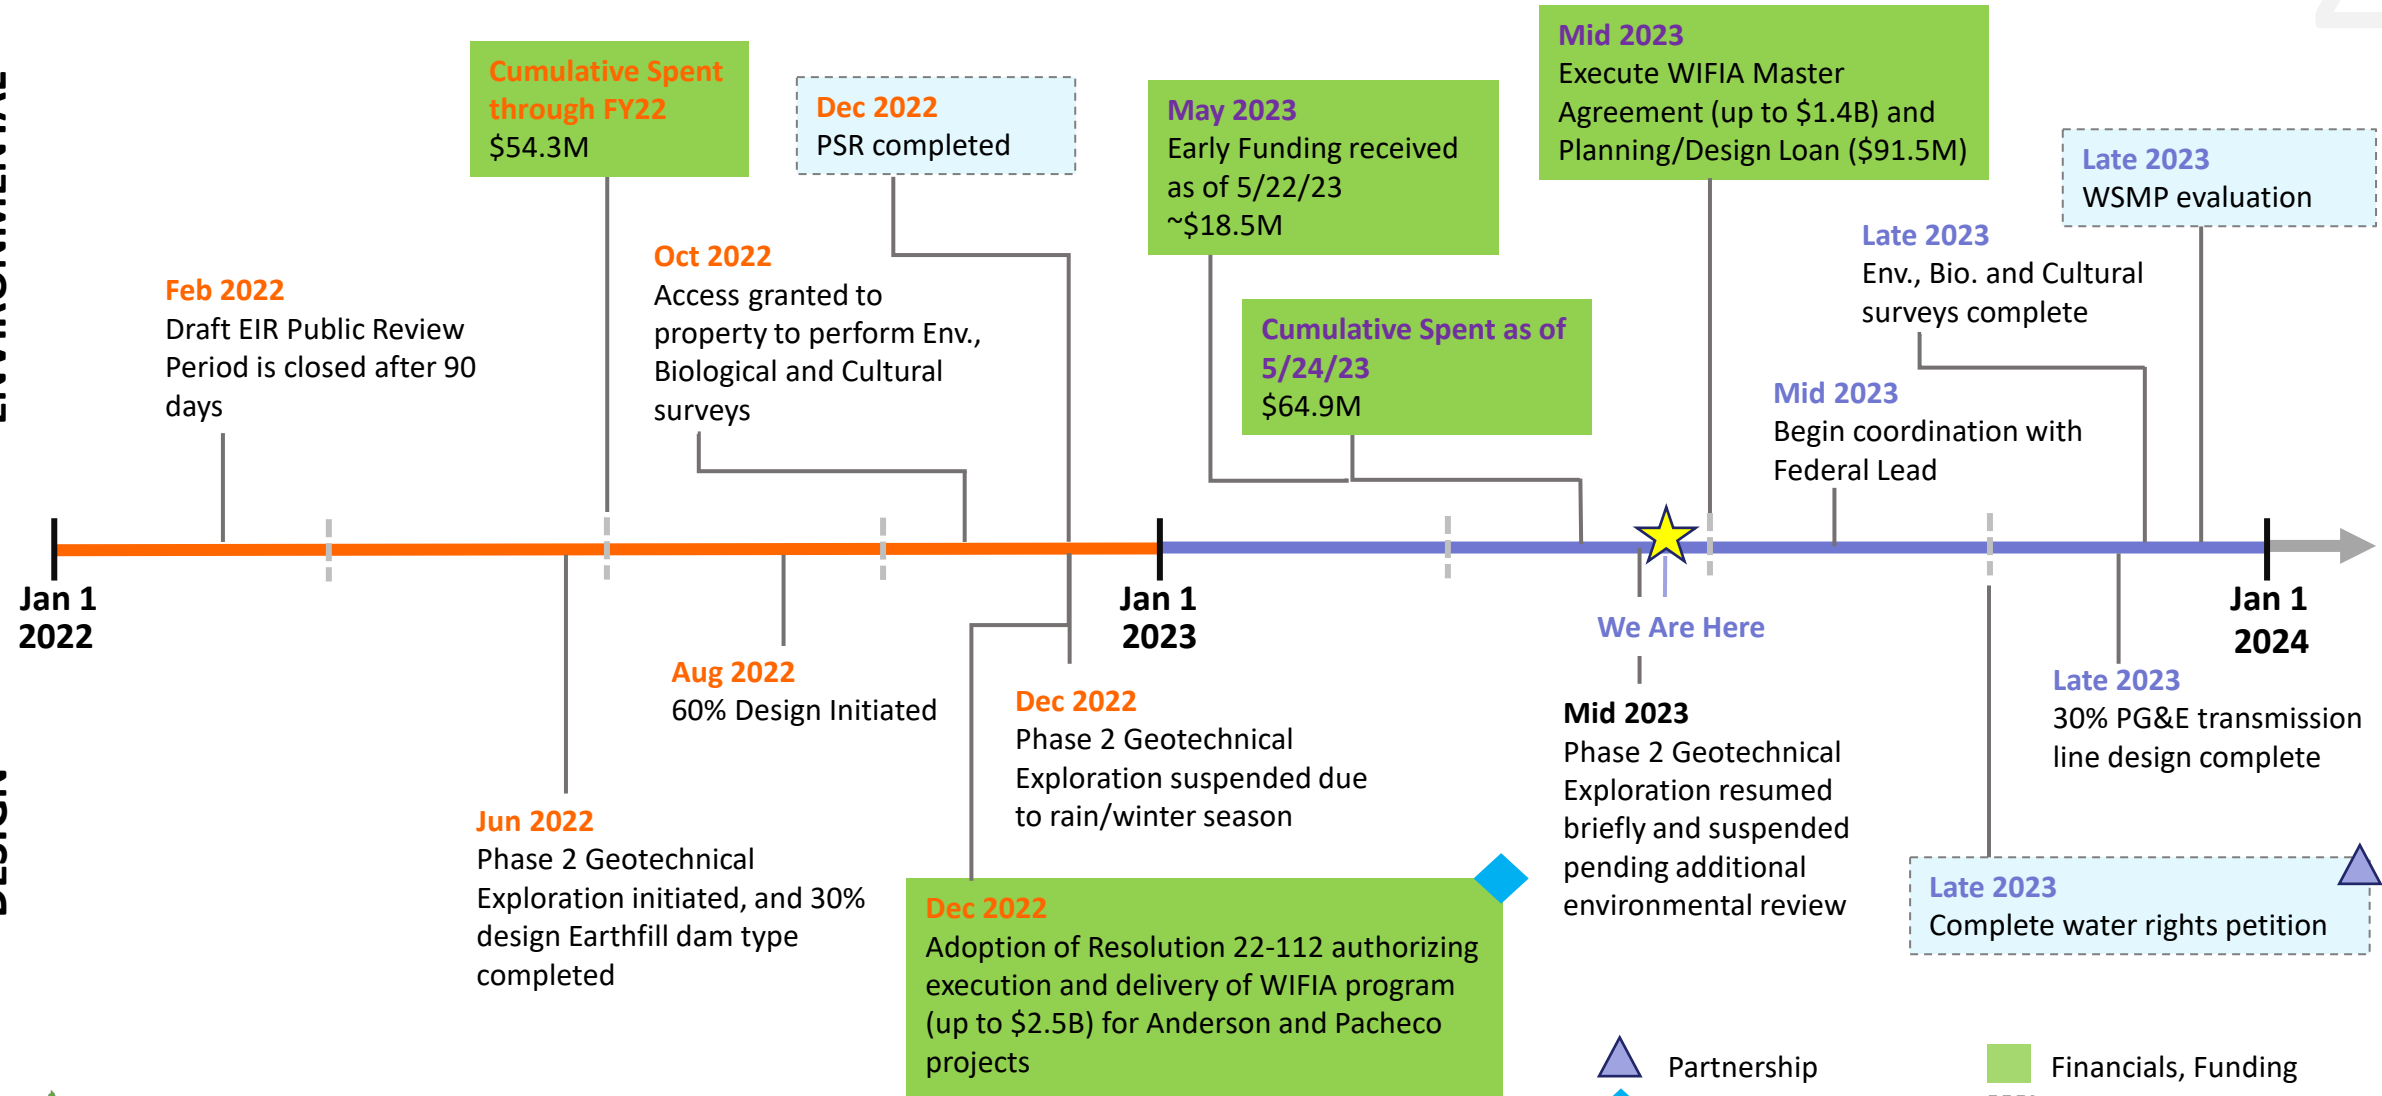 ENVIRONMENTAL
Cumulative Spent
through FY22
$54.3M
Dec 2022
PSR completed
May 2023
Early Funding received
as of 5/22/23
~$18.5M
Mid 2023
Execute WIFIA Master
Agreement (up to $1.4B) and
Planning/Design Loan ($91.5M)
Late 2023
WSMP evaluation
Feb 2022
Draft EIR Public Review
Period is closed after 90
days
Oct 2022
Access granted to
property to perform Env.,
Biological and Cultural
surveys
Cumulative Spent as of
5/24/23
$64.9M
Late 2023
Env., Bio. and Cultural
surveys complete
Mid 2023
Begin coordination with
Federal Lead
Jan 1
2022
Jan 1
2023
We Are Here
Jan 1
2024
DESIGN
Aug 2022
60% Design Initiated
Jun 2022
Phase 2 Geotechnical
Exploration initiated, and 30%
design Earthfill dam type
completed
Dec 2022
Phase 2 Geotechnical
Exploration suspended due
to rain/winter season
Dec 2022
Adoption of Resolution 22-112 authorizing
execution and delivery of WIFIA program
(up to $2.5B) for Anderson and Pacheco
projects
Mid 2023
Phase 2 Geotechnical
Exploration resumed
briefly and suspended
pending additional
environmental review
Late 2023
30% PG&E transmission
line design complete
Late 2023
Complete water rights petition
Partnership
Financials, Funding